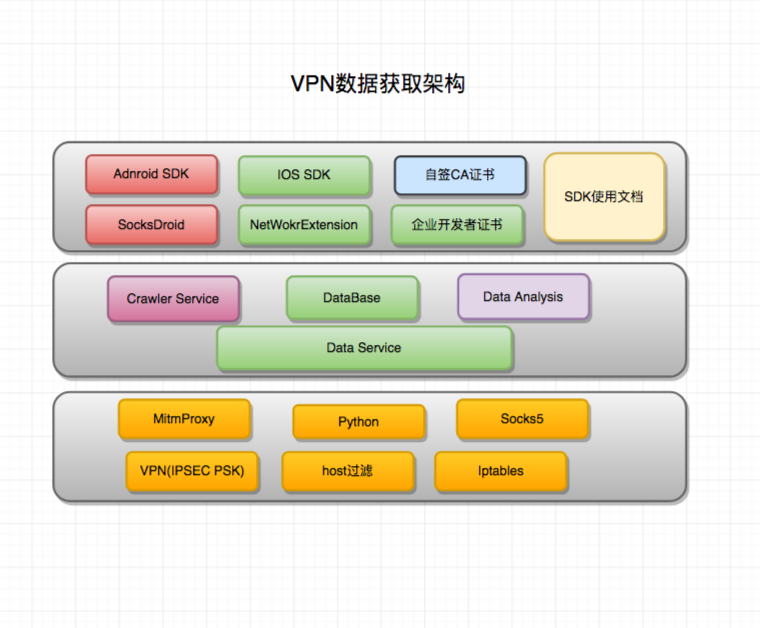 VPN数据获取架构
Adnroid SDK
IOS SDK
自签CA证书
SDK使用文档
SocksDroid
NetWokrExtension
企业开发者证书
Crawler Service
DataBase
Data Analysis
Data Service
MitmProxy
Python
Socks5
VPN(IPSEC PSK)
host过滤
Iptables